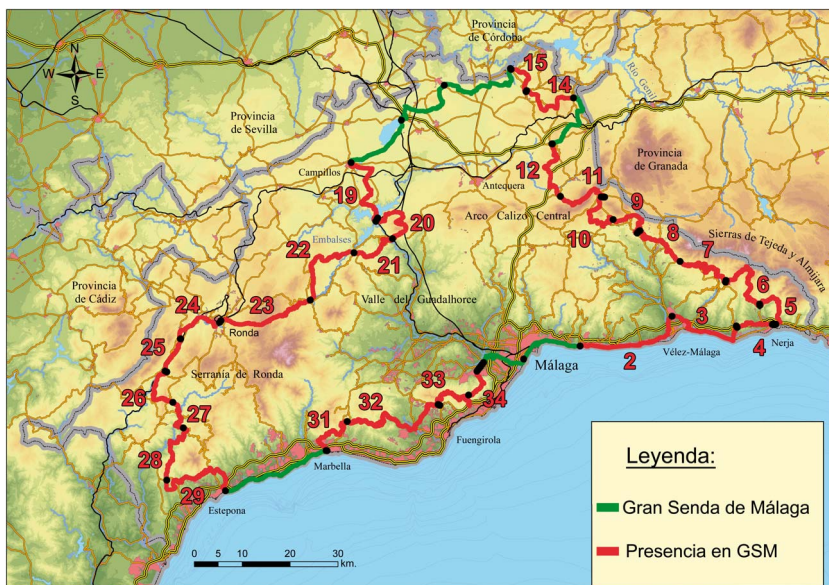 Provincia
de Córdoba
N
W
E
S
15
14
Río Genil
Provincia
de Sevilla
Provincia
de Granada
Campillos
12
Antequera
11
19
Arco Calizo Central
9
20
10
8
Sierras de Tejeda y Almijara
22
Embalses
21
7
Provincia
de Cádiz
6
24
23
Valle del Guadalhorce
5
Ronda
3
25
2
Vélez-Málaga
4
Nerja
Málaga
Serranía de Ronda
26
33
34
27
31
32
Fuengirola
28
Marbella
29
Estepona
Leyenda:
Gran Senda de Málaga
Presencia en GSM
0
5
10
20
30
km.